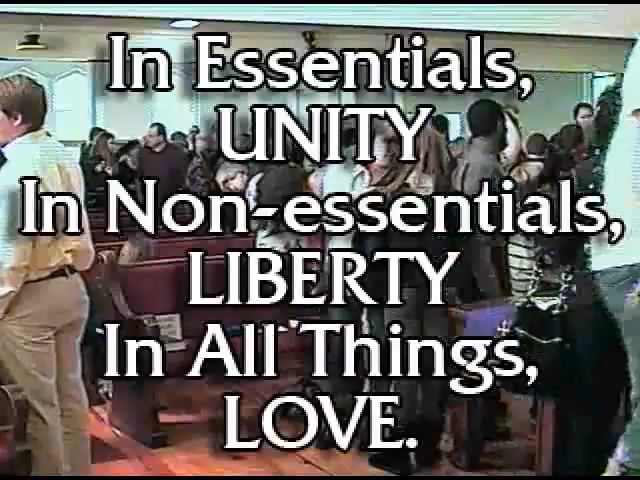 In Essentials,
UNITY
In Non-essentials,
LIBERTY
In All Things,
LOVE.